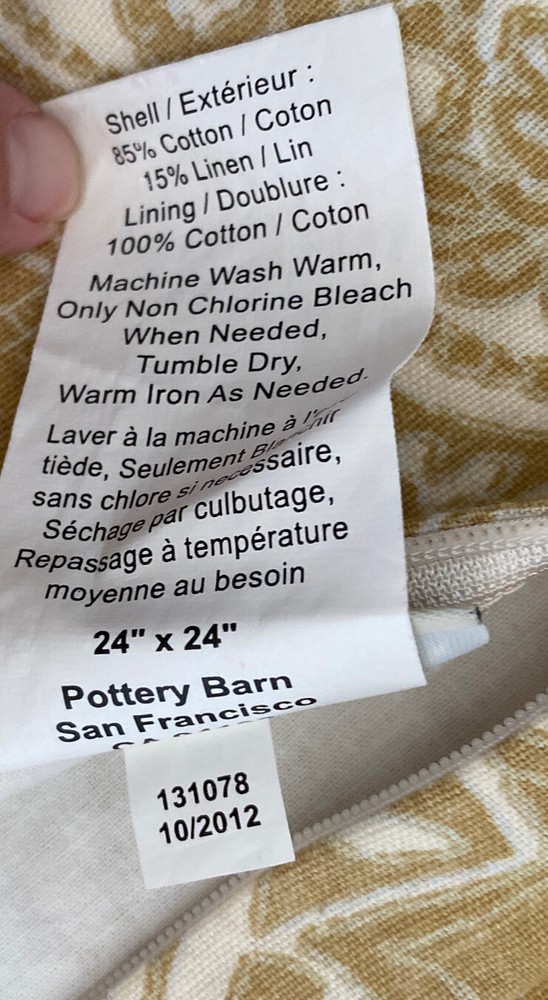 Shell / Extérieur :
85% Cotton / Coton
15% Linen / Lin
Lining / Doublure :
100% Cotton / Coton
Machine Wash Warm,
Only Non Chlorine Bleach
When Needed,
Tumble Dry,
Warm Iron As Needed.
Laver à la machine à
tiède, Seulement
sans chlore si necessaire,
Séchage par culbutage,
Repassage à température
moyenne au besoin
24" x 24"
Pottery Barn
San Francisco
131078
10/2012